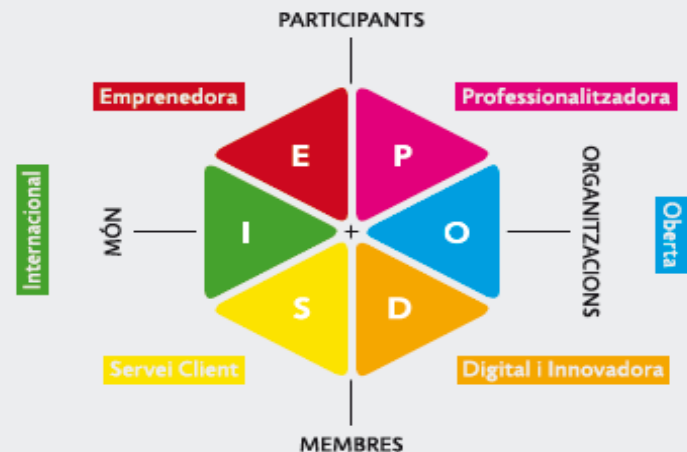 PARTICIPANTS
Emprenedora
Professionalitzadora
E
P
Internacional
MÓN
I
+
O
ORGANITZACIONS
Oberta
S
D
Servei Client
Digital i Innovadora
MEMBRES